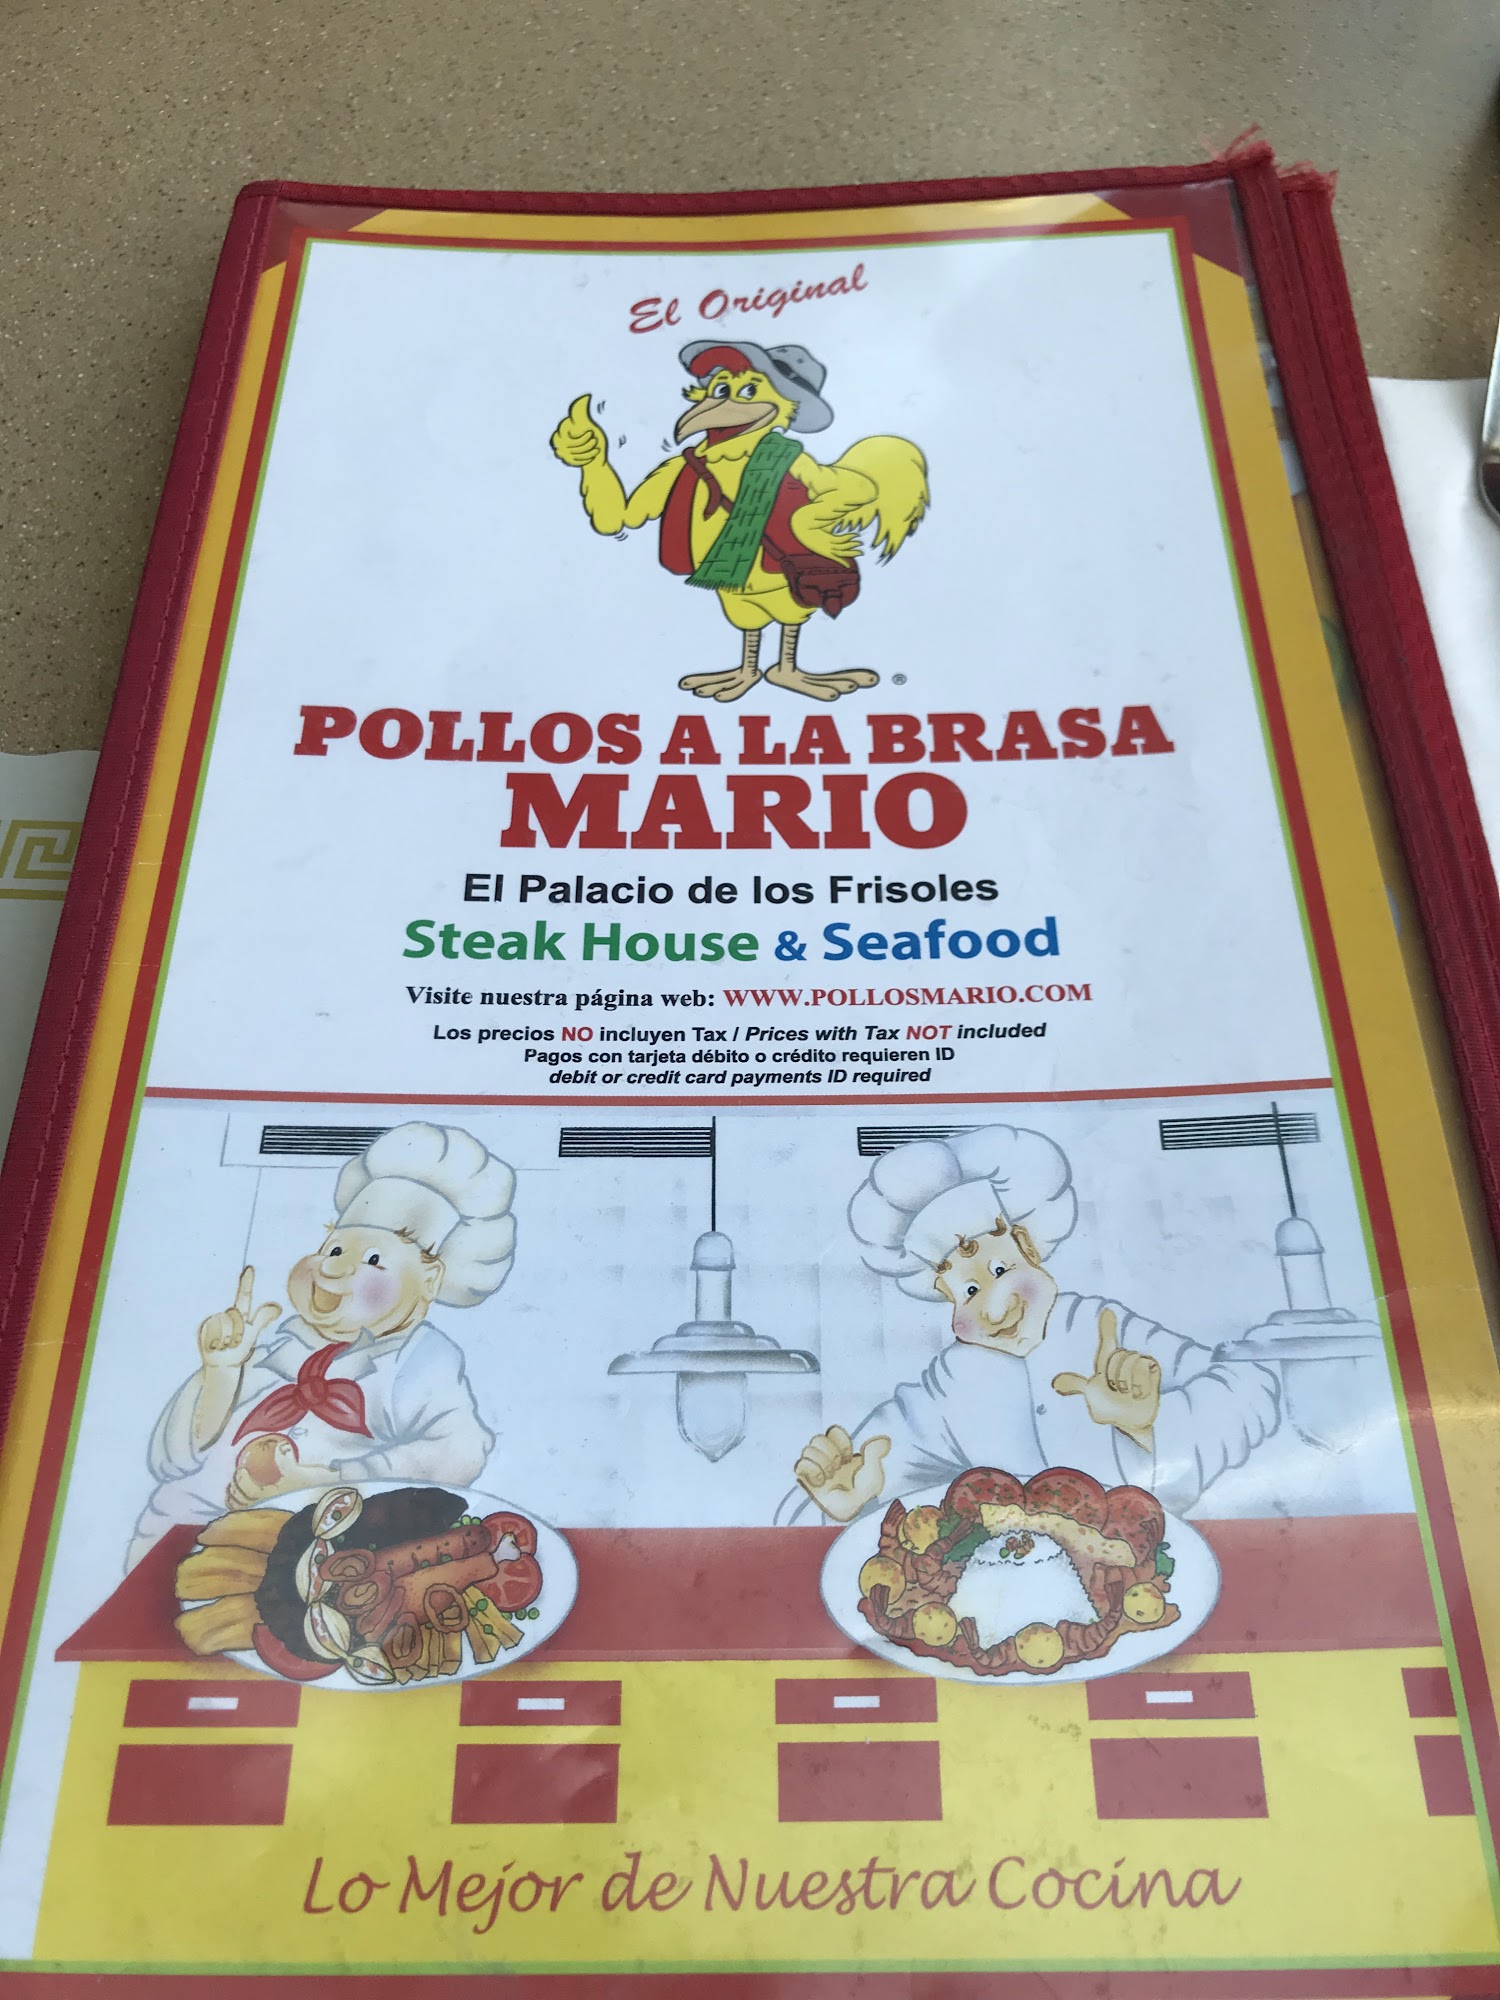 El Original
®
POLLOS A LA BRASA
MARIO
El Palacio de los Frisoles
Steak House & Seafood
Visite nuestra página web: WWW.POLLOSMARIO.COM
Los precios NO incluyen Tax / Prices with Tax NOT included
Pagos con tarjeta débito o crédito requieren ID
debit or credit card payments ID required
Lo Mejor de Nuestra Cocina